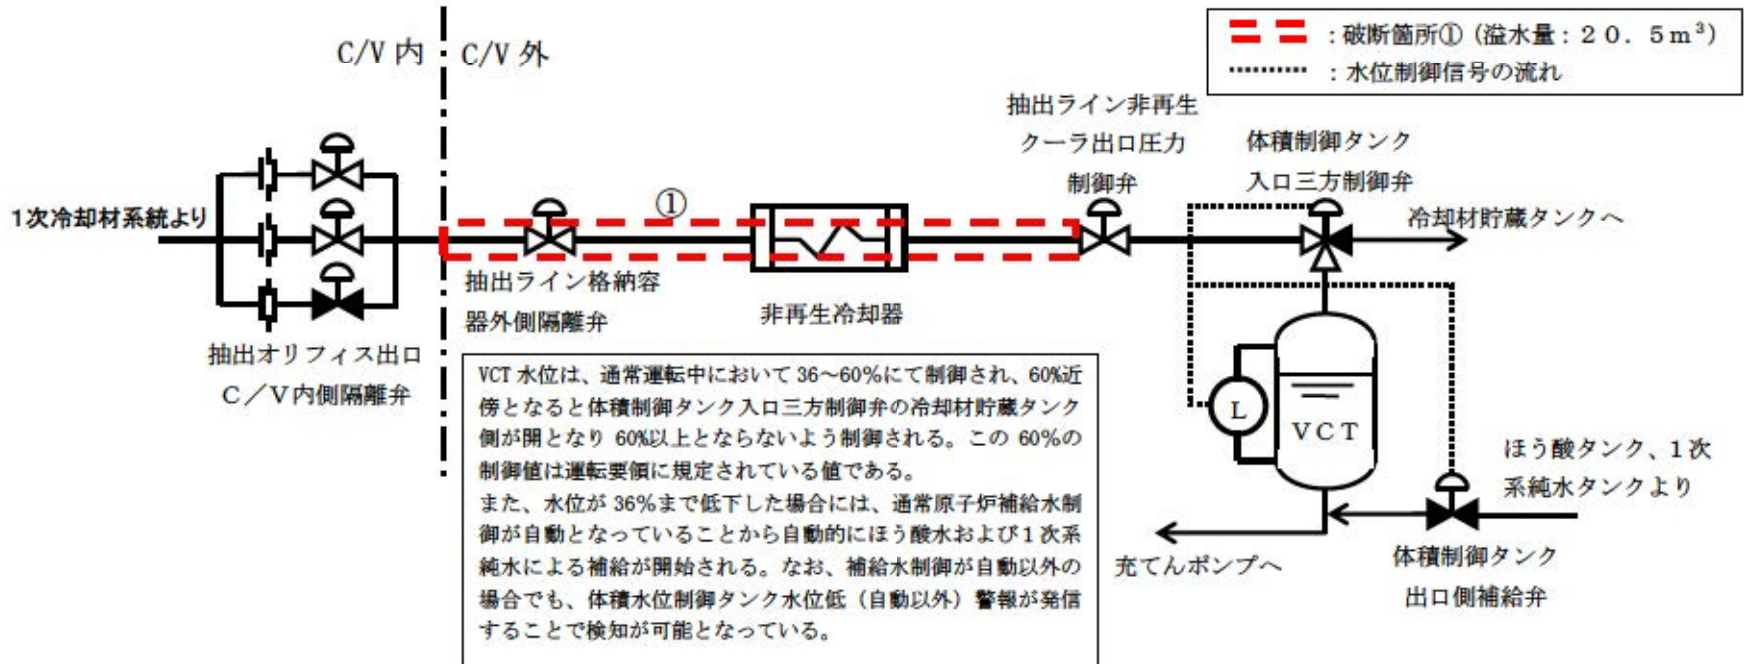 C/V 内
C/V 外
：破断箇所① (溢水量：２０．５ｍ³)
：水位制御信号の流れ
抽出ライン非再生
クーラ出口圧力
制御弁
体積制御タンク
入口三方制御弁
①
1次冷却材系統より
冷却材貯蔵タンクへ
抽出ライン格納容
器外側隔離弁
非再生冷却器
抽出オリフィス出口
Ｃ／Ｖ内側隔離弁
VCT 水位は、通常運転中において 36～60%にて制御され、60%近
傍となると体積制御タンク入口三方制御弁の冷却材貯蔵タンク
側が開となり 60%以上とならないよう制御される。この 60%の
制御値は運転要領に規定されている値である。
また、水位が 36%まで低下した場合には、通常原子炉補給水制
御が自動となっていることから自動的にほう酸水および１次系
純水による補給が開始される。なお、補給水制御が自動以外の
場合でも、体積水位制御タンク水位低（自動以外）警報が発信
することで検知が可能となっている。
L
ＶＣＴ
ほう酸タンク、１次
系純水タンクより
充てんポンプへ
体積制御タンク
出口側補給弁